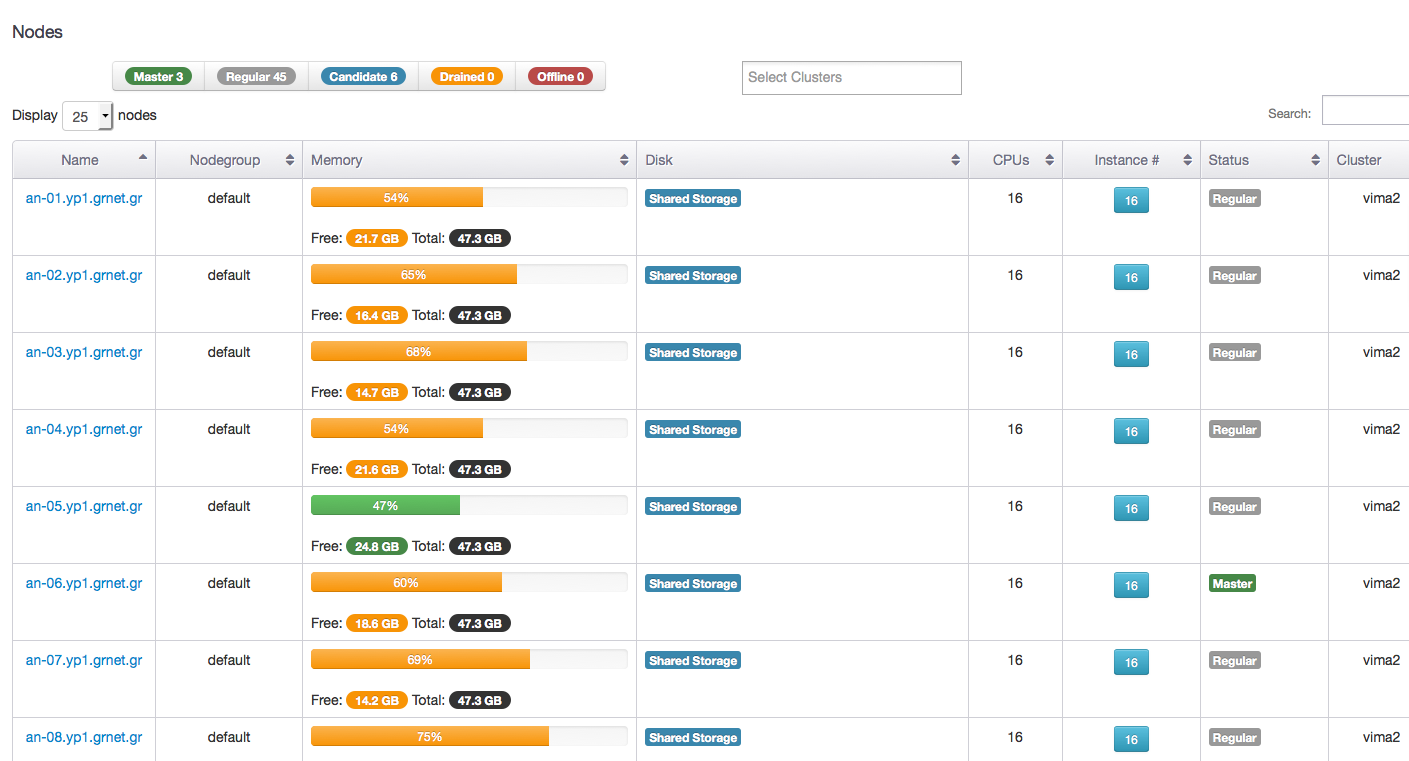 Nodes
Master 3 Regular 45 Candidate 6 Drained 0 Offline 0 Select Clusters
Display 25 nodes Search:
Name Nodegroup Memory Disk CPUs Instance # Status Cluster
an-01.yp1.grnet.gr default 54% Shared Storage 16 16 Regular vima2
Free: 21.7 GB Total: 47.3 GB
an-02.yp1.grnet.gr default 65% Shared Storage 16 16 Regular vima2
Free: 16.4 GB Total: 47.3 GB
an-03.yp1.grnet.gr default 68% Shared Storage 16 16 Regular vima2
Free: 14.7 GB Total: 47.3 GB
an-04.yp1.grnet.gr default 54% Shared Storage 16 16 Regular vima2
Free: 21.6 GB Total: 47.3 GB
an-05.yp1.grnet.gr default 47% Shared Storage 16 16 Regular vima2
Free: 24.8 GB Total: 47.3 GB
an-06.yp1.grnet.gr default 60% Shared Storage 16 16 Master vima2
Free: 18.6 GB Total: 47.3 GB
an-07.yp1.grnet.gr default 69% Shared Storage 16 16 Regular vima2
Free: 14.2 GB Total: 47.3 GB
an-08.yp1.grnet.gr default 75% Shared Storage 16 16 Regular vima2